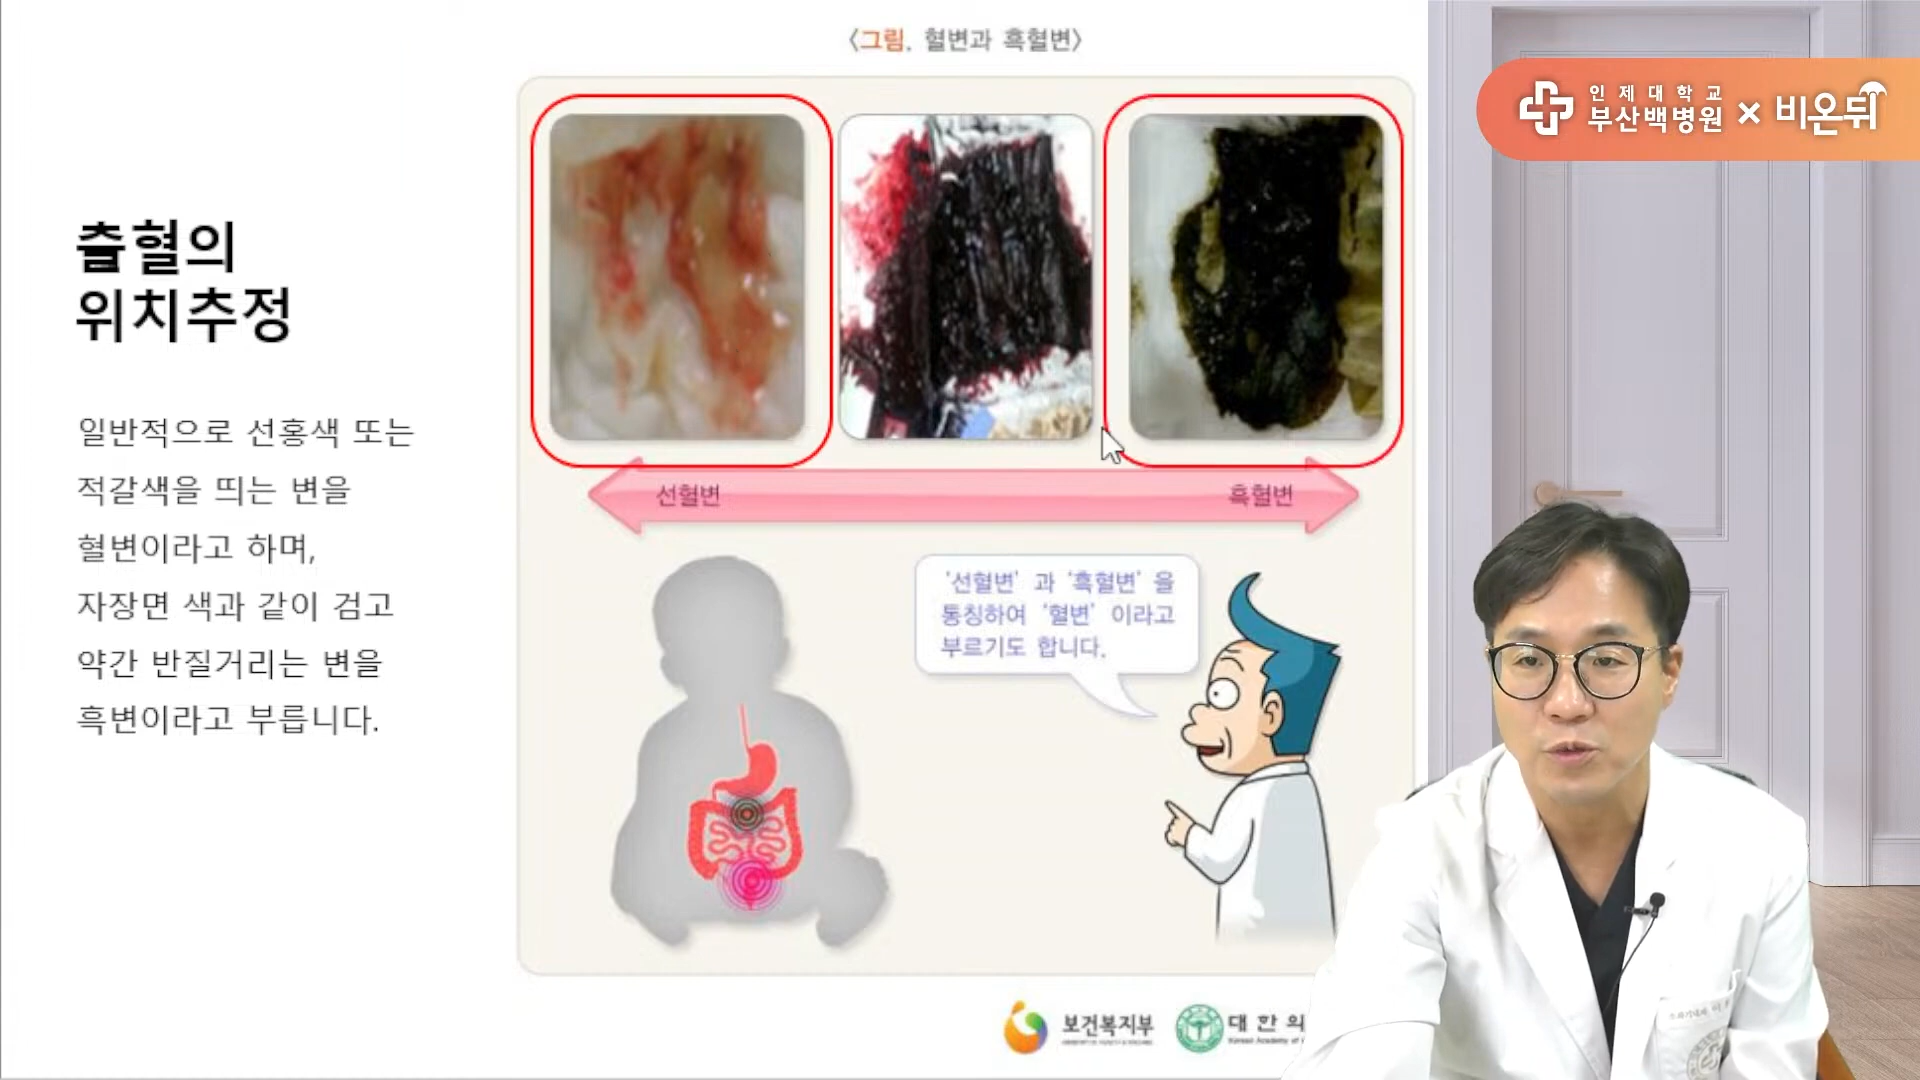 <그림. 혈변과 흑혈변>
인제대학교
부산백병원 × 비온뒤
출혈의
위치추정
일반적으로 선홍색 또는
적갈색을 띄는 변을
혈변이라고 하며,
자장면 색과 같이 검고
약간 반질거리는 변을
흑변이라고 부릅니다.
선혈변
흑혈변
'선혈변' 과 '흑혈변' 을
통칭하여 '혈변' 이라고
부르기도 합니다.
보건복지부
대한의
Korean Academy of